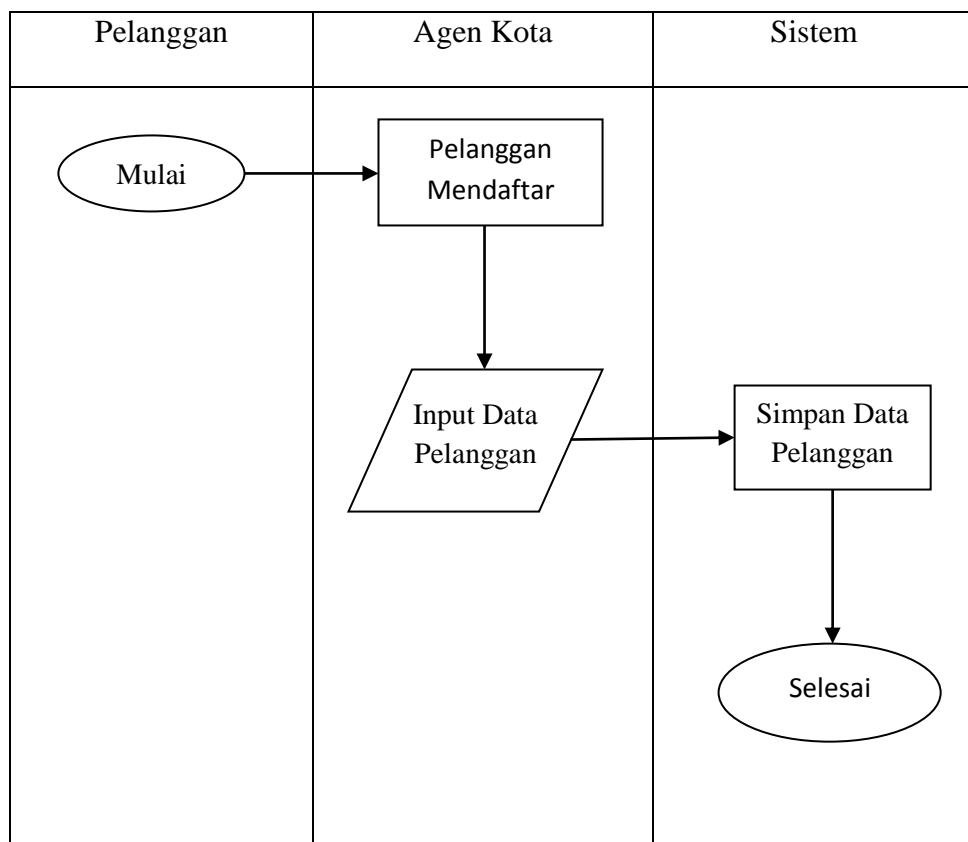 Pelanggan
Agen Kota
Sistem
Mulai
Pelanggan
Mendaftar
Input Data
Pelanggan
Simpan Data
Pelanggan
Selesai